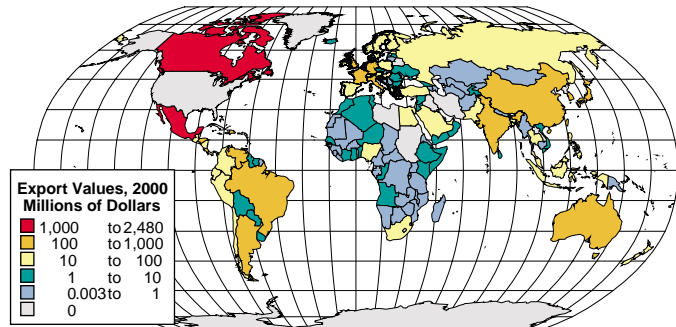 Export Values, 2000
Millions of Dollars
1,000 to 2,480
100 to 1,000
10 to 100
1 to 10
0.003 to 1
0